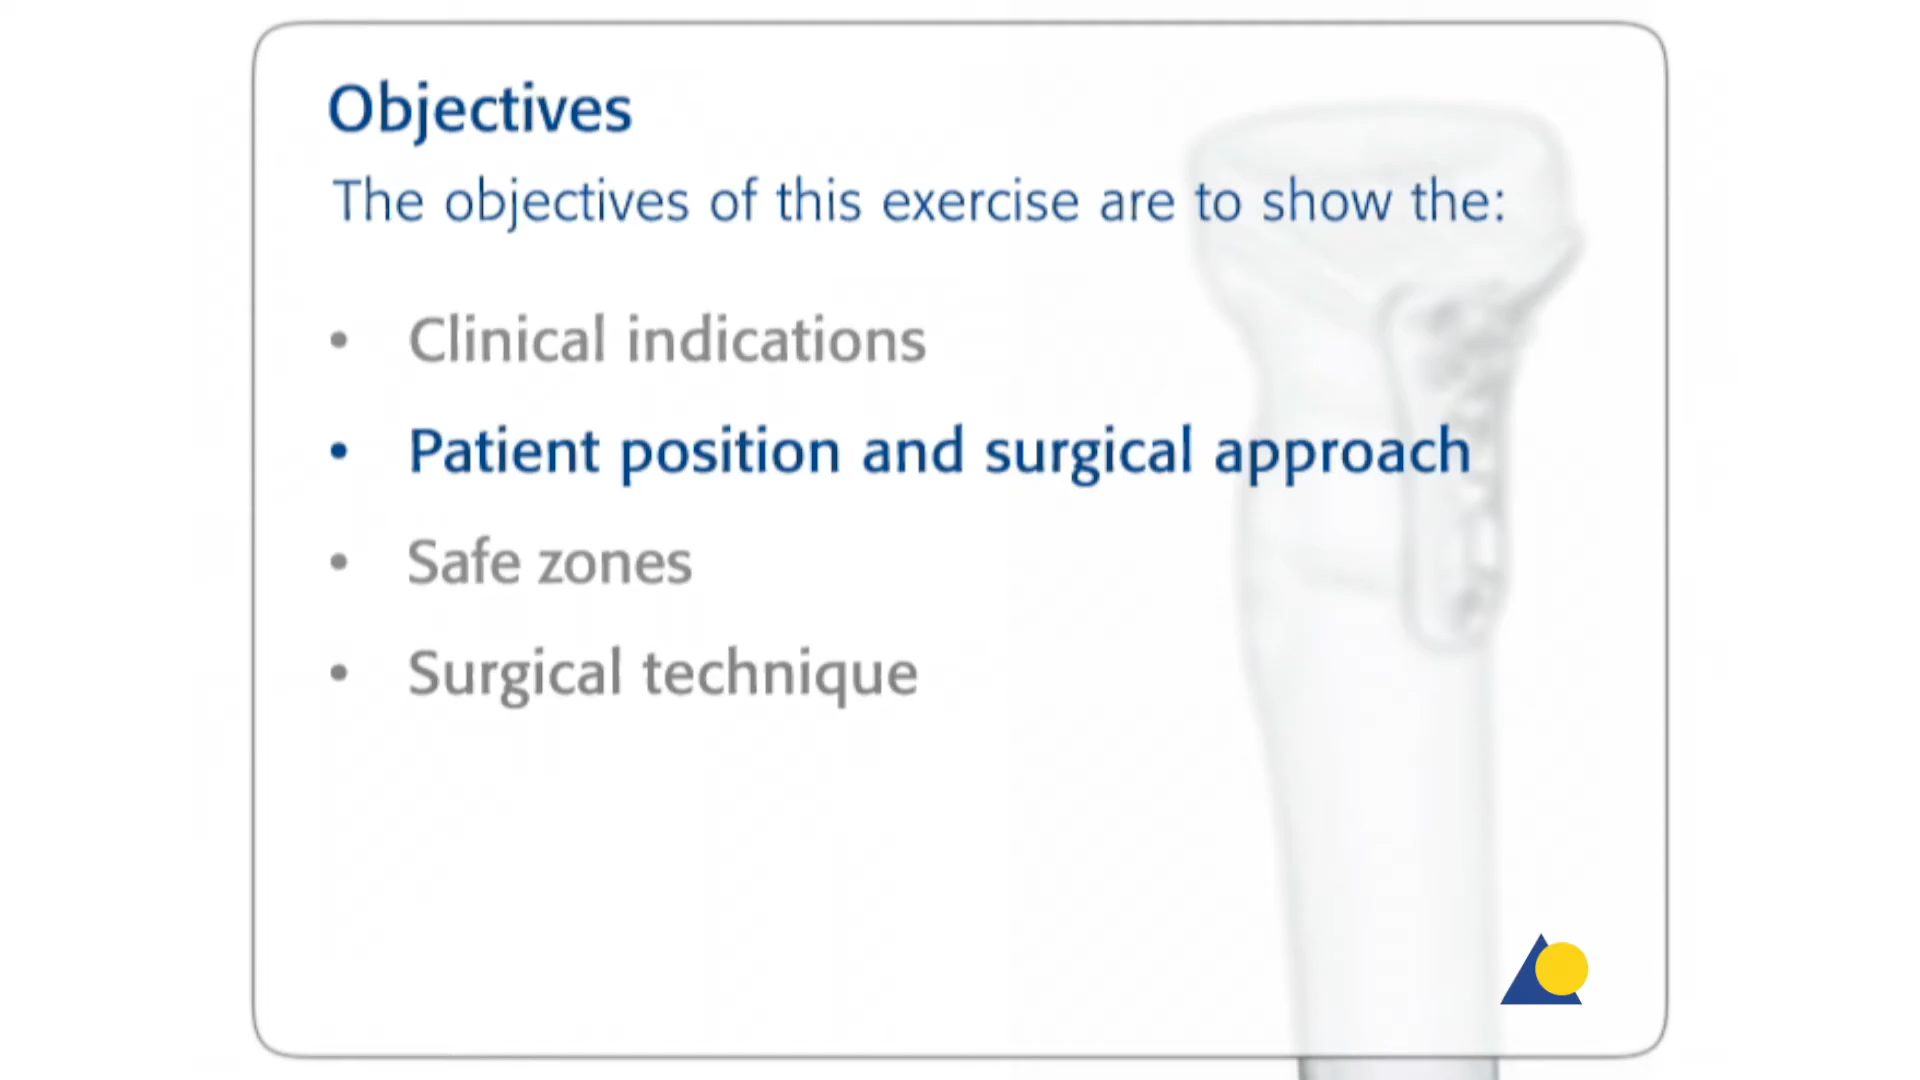 Objectives
The objectives of this exercise are to show the:
• Clinical indications
• Patient position and surgical approach
• Safe zones
• Surgical technique